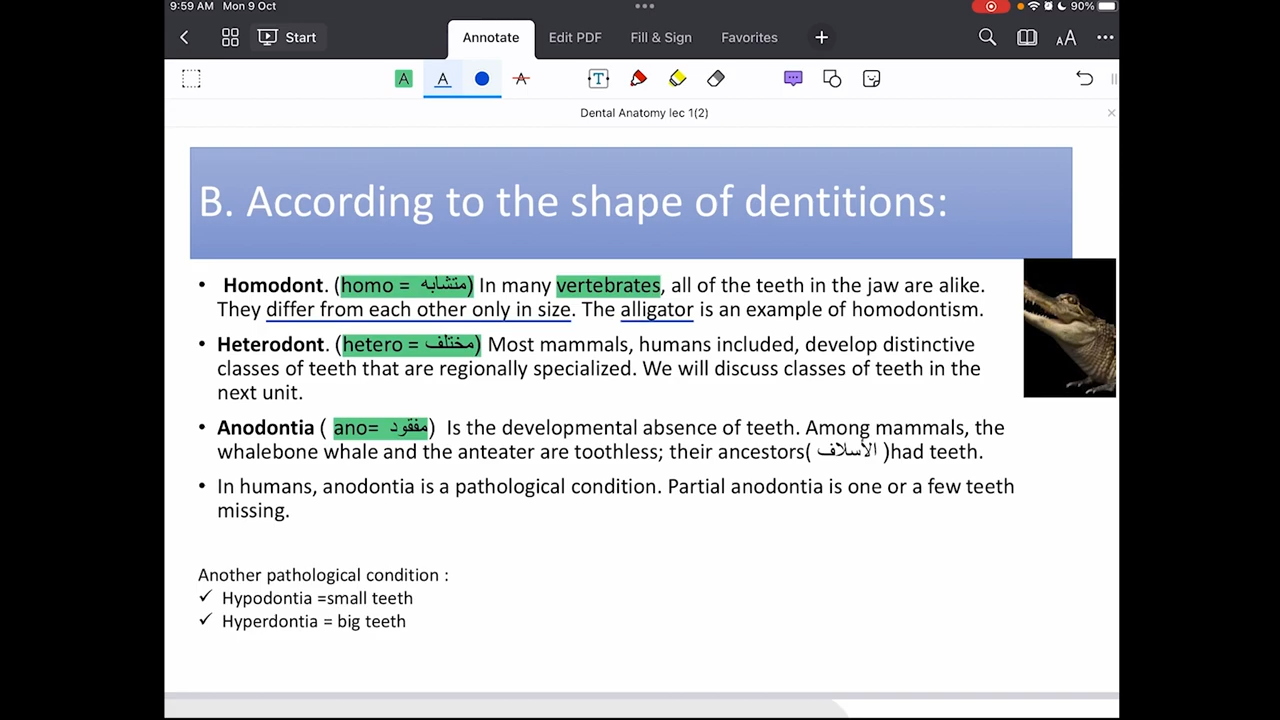 9:59 AM Mon 9 Oct
90%
Start
Annotate
Edit PDF
Fill & Sign
Favorites
Dental Anatomy lec 1(2)
B. According to the shape of dentitions:
• Homodont. (homo = متشابه) In many vertebrates, all of the teeth in the jaw are alike.
They differ from each other only in size. The alligator is an example of homodontism.
• Heterodont. (hetero = مختلف) Most mammals, humans included, develop distinctive
classes of teeth that are regionally specialized. We will discuss classes of teeth in the
next unit.
• Anodontia ( ano= مفقود) Is the developmental absence of teeth. Among mammals, the
whalebone whale and the anteater are toothless; their ancestors( الأسلاف )had teeth.
• In humans, anodontia is a pathological condition. Partial anodontia is one or a few teeth
missing.
Another pathological condition :
✓ Hypodontia =small teeth
✓ Hyperdontia = big teeth